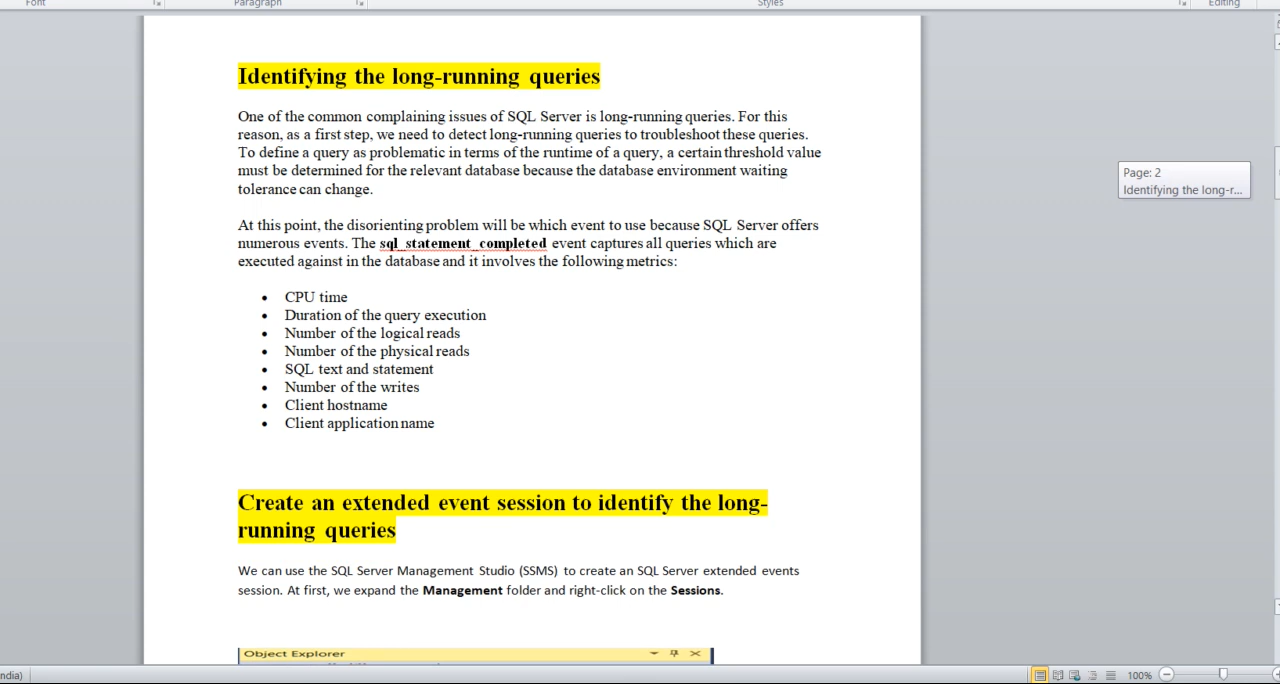 Font Paragraph Styles Editing
Identifying the long-running queries
One of the common complaining issues of SQL Server is long-running queries. For this
reason, as a first step, we need to detect long-running queries to troubleshoot these queries.
To define a query as problematic in terms of the runtime of a query, a certain threshold value
must be determined for the relevant database because the database environment waiting
tolerance can change.
Page: 2
Identifying the long-r...
At this point, the disorienting problem will be which event to use because SQL Server offers
numerous events. The sql_statement_completed event captures all queries which are
executed against in the database and it involves the following metrics:
• CPU time
• Duration of the query execution
• Number of the logical reads
• Number of the physical reads
• SQL text and statement
• Number of the writes
• Client hostname
• Client application name
Create an extended event session to identify the long-
running queries
We can use the SQL Server Management Studio (SSMS) to create an SQL Server extended events
session. At first, we expand the Management folder and right-click on the Sessions.
Object Explorer
ndia) 100%